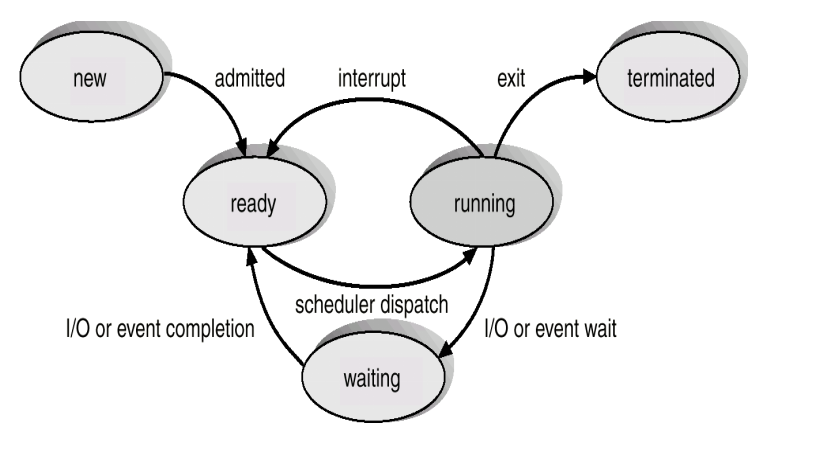 new
admitted
interrupt
exit
terminated
ready
running
scheduler dispatch
I/O or event completion
I/O or event wait
waiting